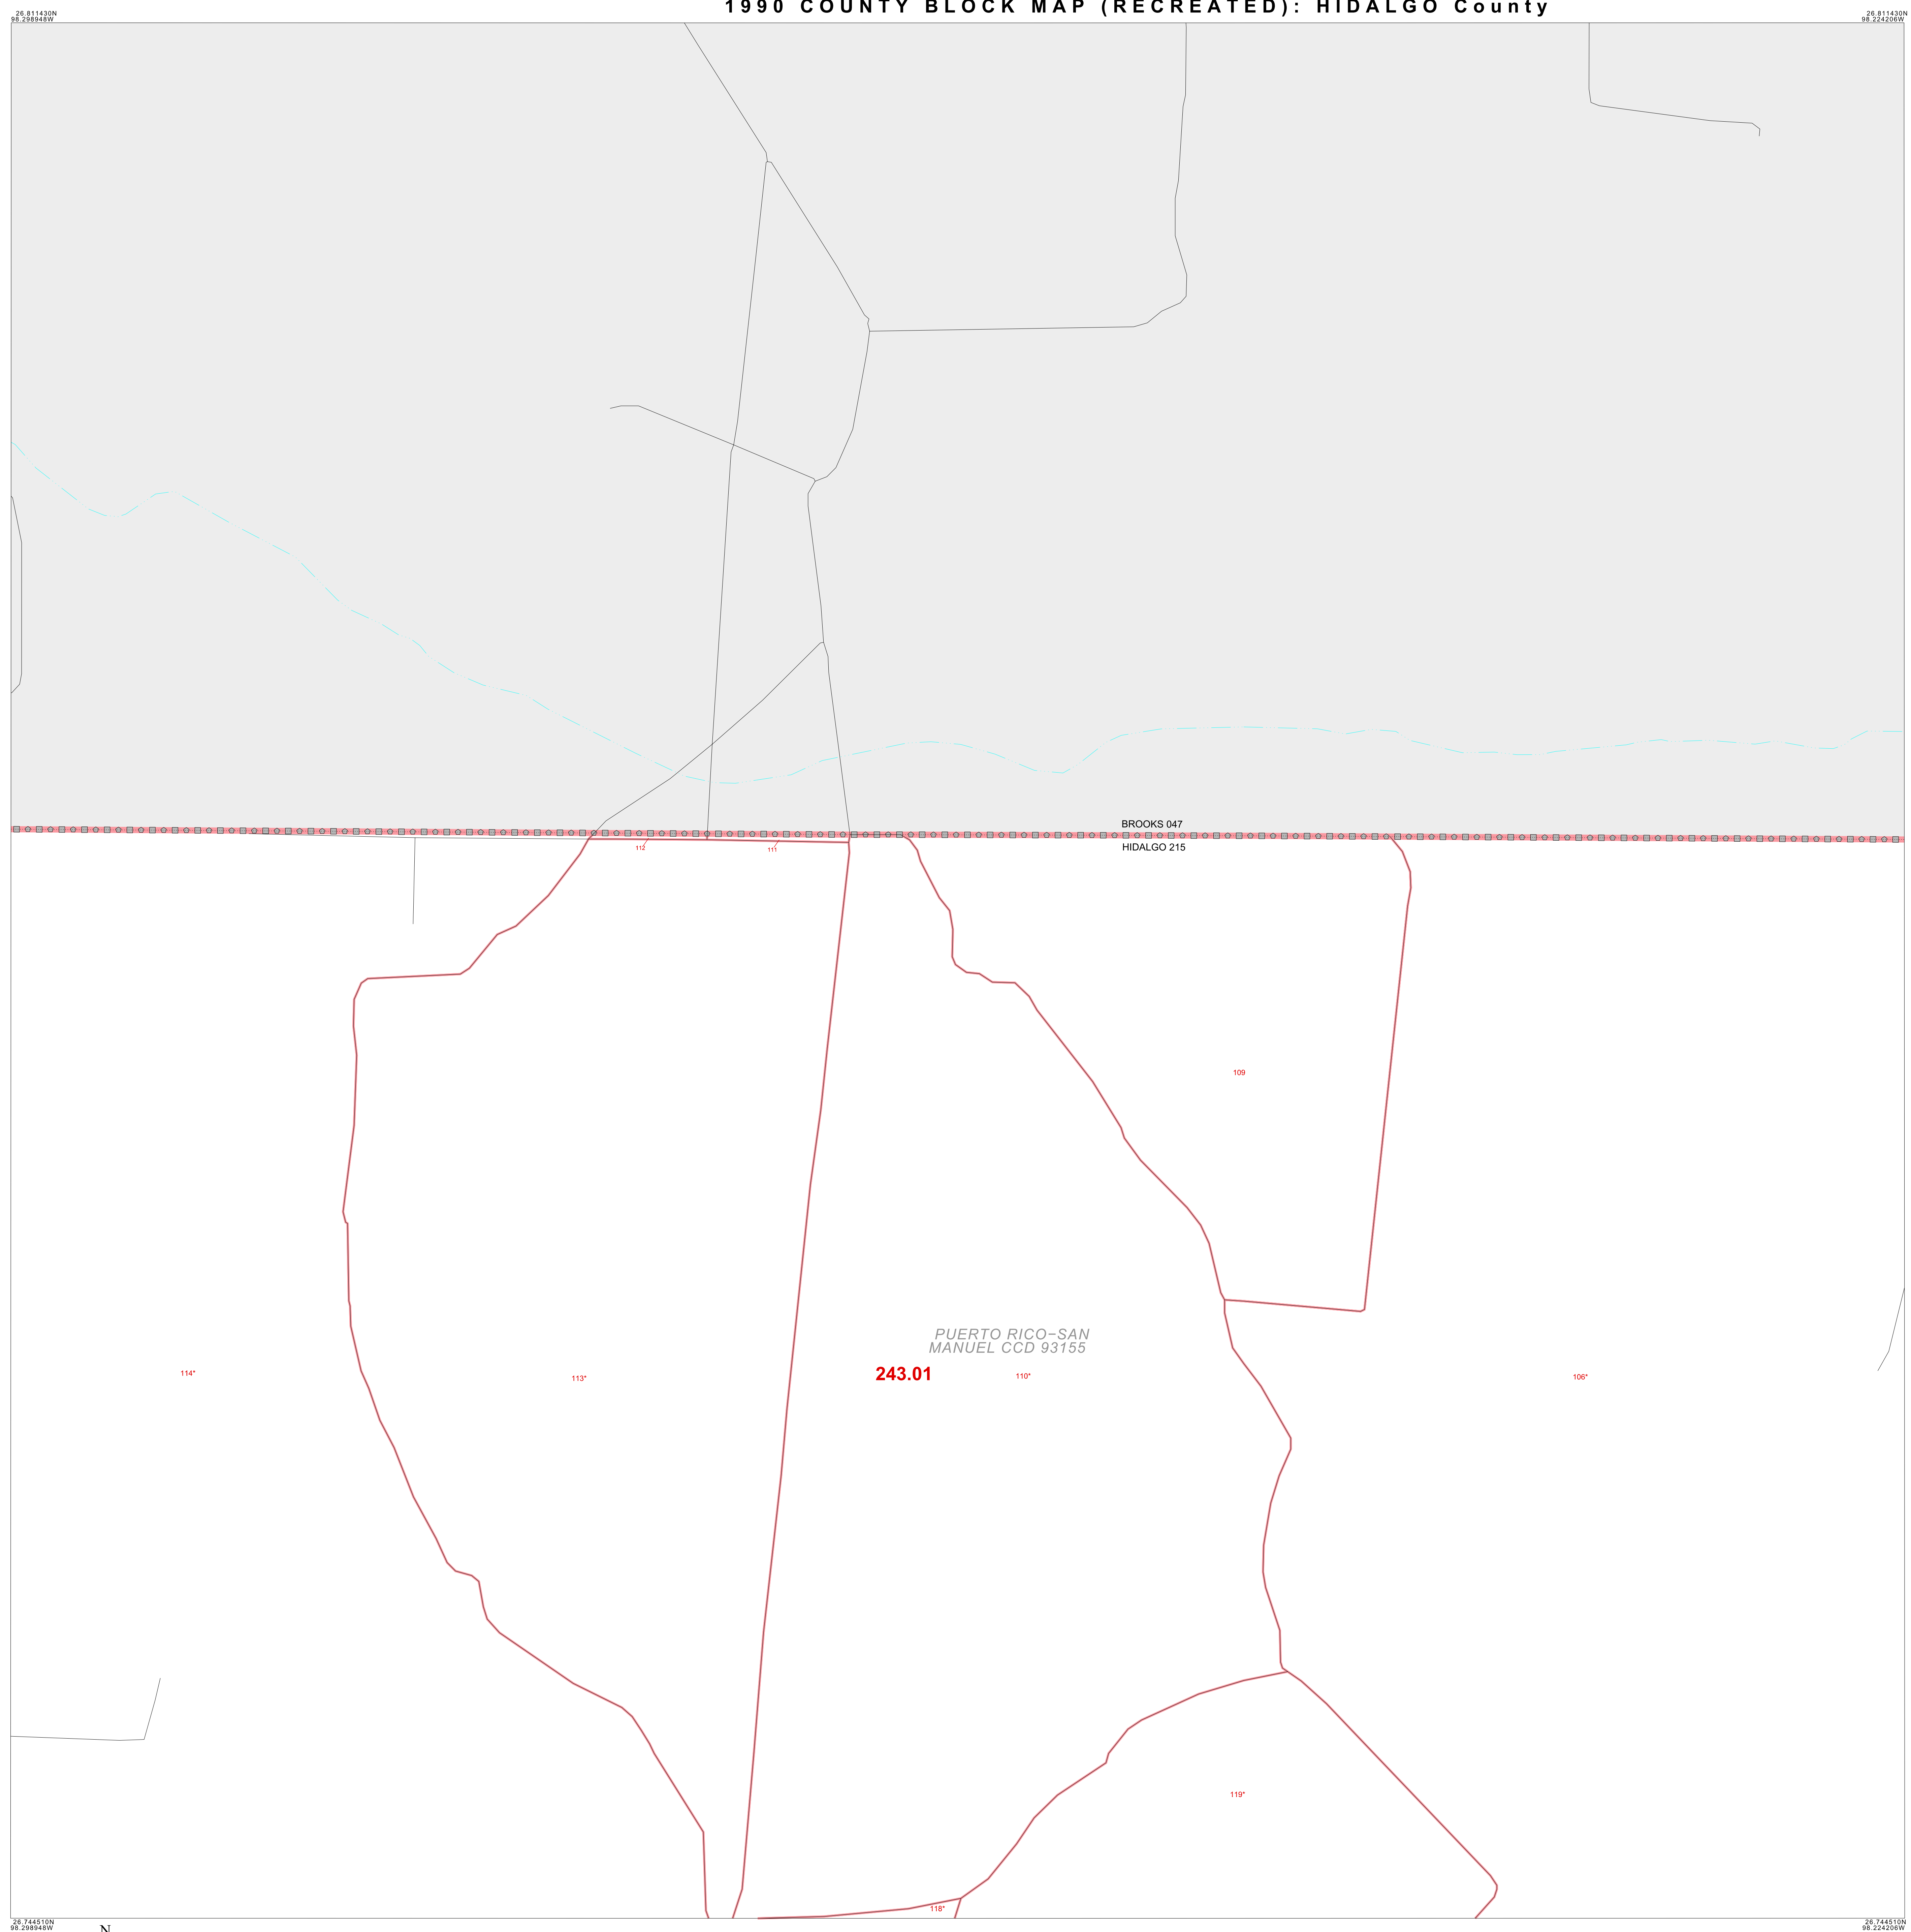 1990 COUNTY BLOCK MAP (RECREATED): HIDALGO County
26.811430N
98.298948W
26.811430N
98.224206W
BROOKS 047
HIDALGO 215
112
111
109
PUERTO RICO−SAN
MANUEL CCD 93155
243.01
114*
113*
110*
106*
119*
118*
26.744510N
98.298948W
N
26.744510N
98.224206W